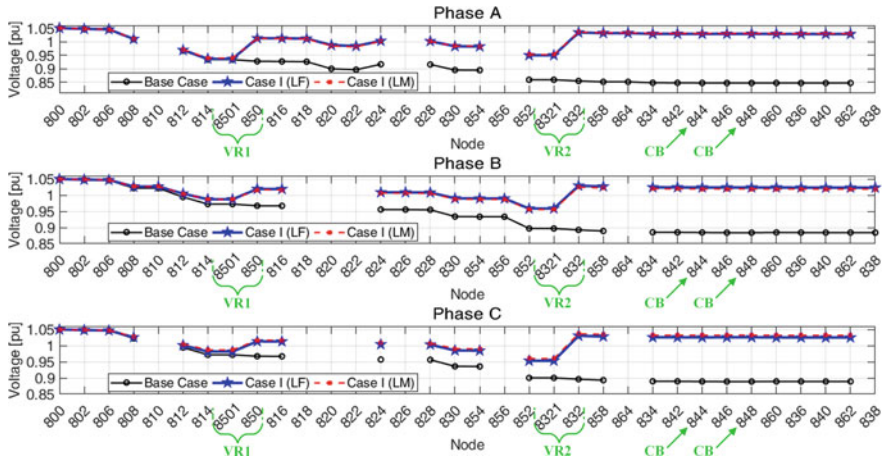 Phase A
Voltage [pu]
1.05
1
0.95
0.9
0.85
Base Case Case I (LF) Case I (LM)
800 802 806 808 810 812 814 8501 850 816 818 820 822 824 826 828 830 854 856 852 8321 832 858 864 834 842 844 846 848 860 836 840 862 838
VR1 Node VR2 CB CB
Phase B
Voltage [pu]
1.05
1
0.95
0.9
0.85
Base Case Case I (LF) Case I (LM)
800 802 806 808 810 812 814 8501 850 816 818 820 822 824 826 828 830 854 856 852 8321 832 858 864 834 842 844 846 848 860 836 840 862 838
VR1 Node VR2 CB CB
Phase C
Voltage [pu]
1.05
1
0.95
0.9
0.85
Base Case Case I (LF) Case I (LM)
800 802 806 808 810 812 814 8501 850 816 818 820 822 824 826 828 830 854 856 852 8321 832 858 864 834 842 844 846 848 860 836 840 862 838
VR1 Node VR2 CB CB